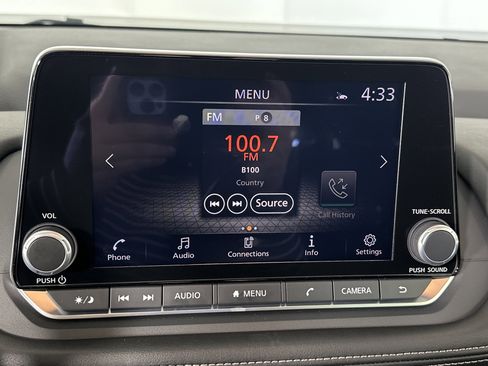 MENU
4:33
FM P 8
100.7
FM
B100
Country
Source
Call History
VOL
TUNE•SCROLL
Phone
Audio
Connections
Info
Settings
PUSH
PUSH SOUND
AUDIO
MENU
CAMERA